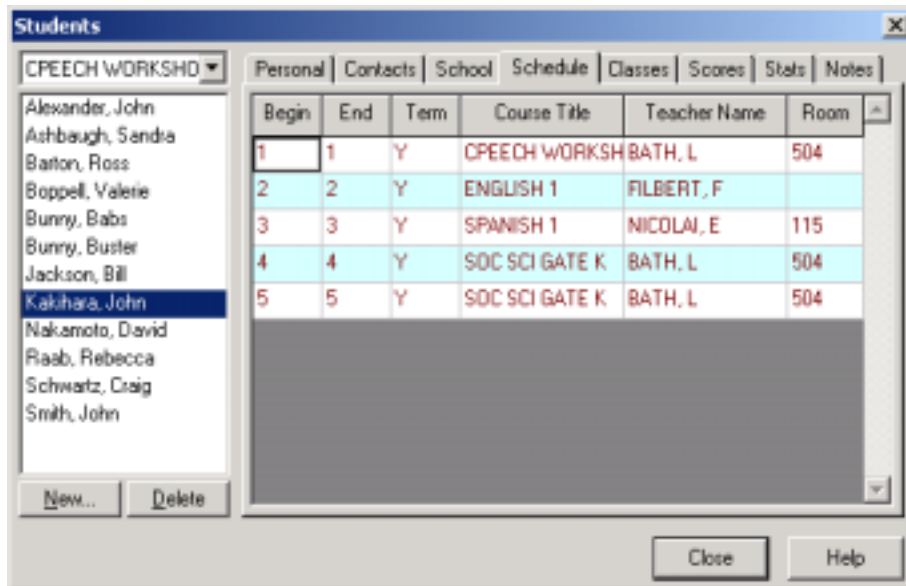 Students
CPEECH WORKSHO
Personal Contacts School Schedule Classes Scores Stats Notes
Alexander, John
Ashbaugh, Sandra
Barton, Ross
Boppell, Valerie
Bunny, Babs
Bunny, Buster
Jackson, Bill
Kakihara, John
Nakamoto, David
Raab, Rebecca
Schwartz, Craig
Smith, John
New... Delete
Begin End Term Course Title Teacher Name Room
1 1 Y CPEECH WORKSH BATH, L 504
2 2 Y ENGLISH 1 FILBERT, F
3 3 Y SPANISH 1 NICOLAI, E 115
4 4 Y SOC SCI GATE K BATH, L 504
5 5 Y SOC SCI GATE K BATH, L 504
Close Help